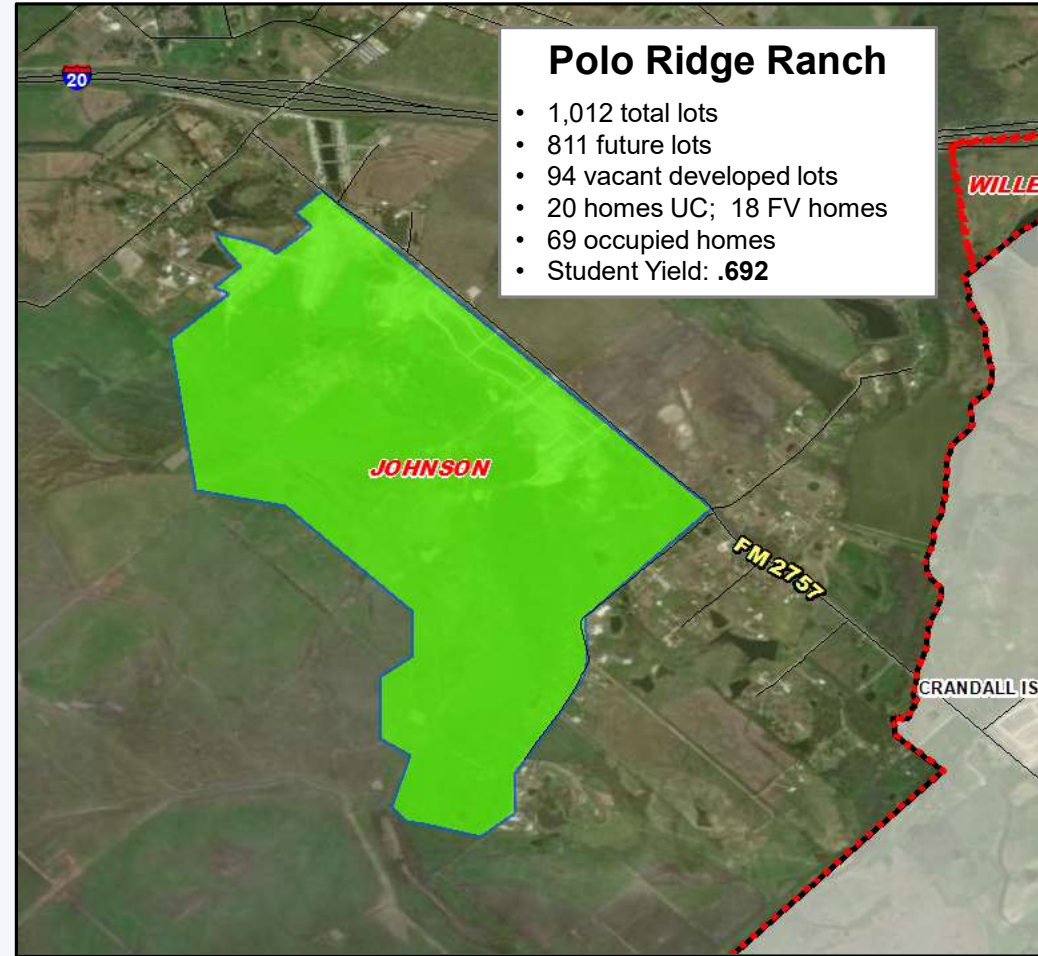 Polo Ridge Ranch
• 1,012 total lots
• 811 future lots
• 94 vacant developed lots
• 20 homes UC; 18 FV homes
• 69 occupied homes
• Student Yield: .692
20
WILLE
JOHNSON
FM 2757
CRANDALL IS